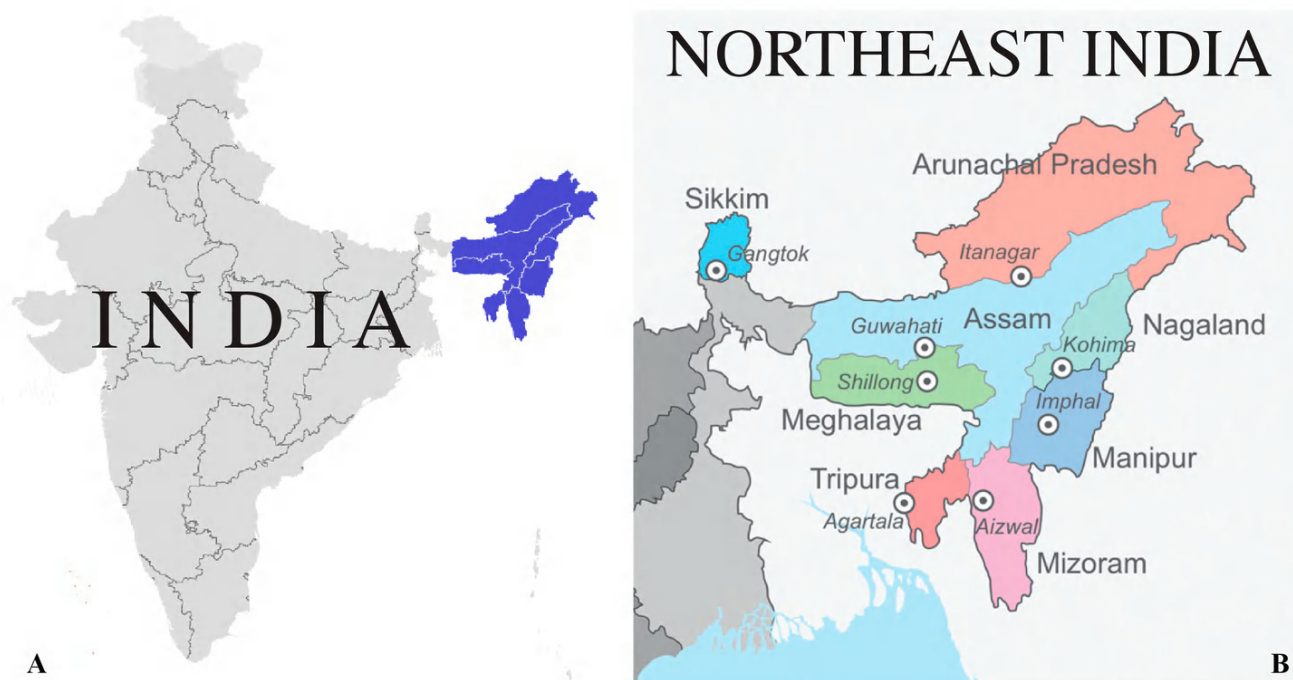 INDIA
A
NORTHEAST INDIA
Arunachal Pradesh
Sikkim
Gangtok
Itanagar
Guwahati
Assam
Nagaland
Kohima
Shillong
Imphal
Meghalaya
Manipur
Tripura
Agartala
Aizwal
Mizoram
B